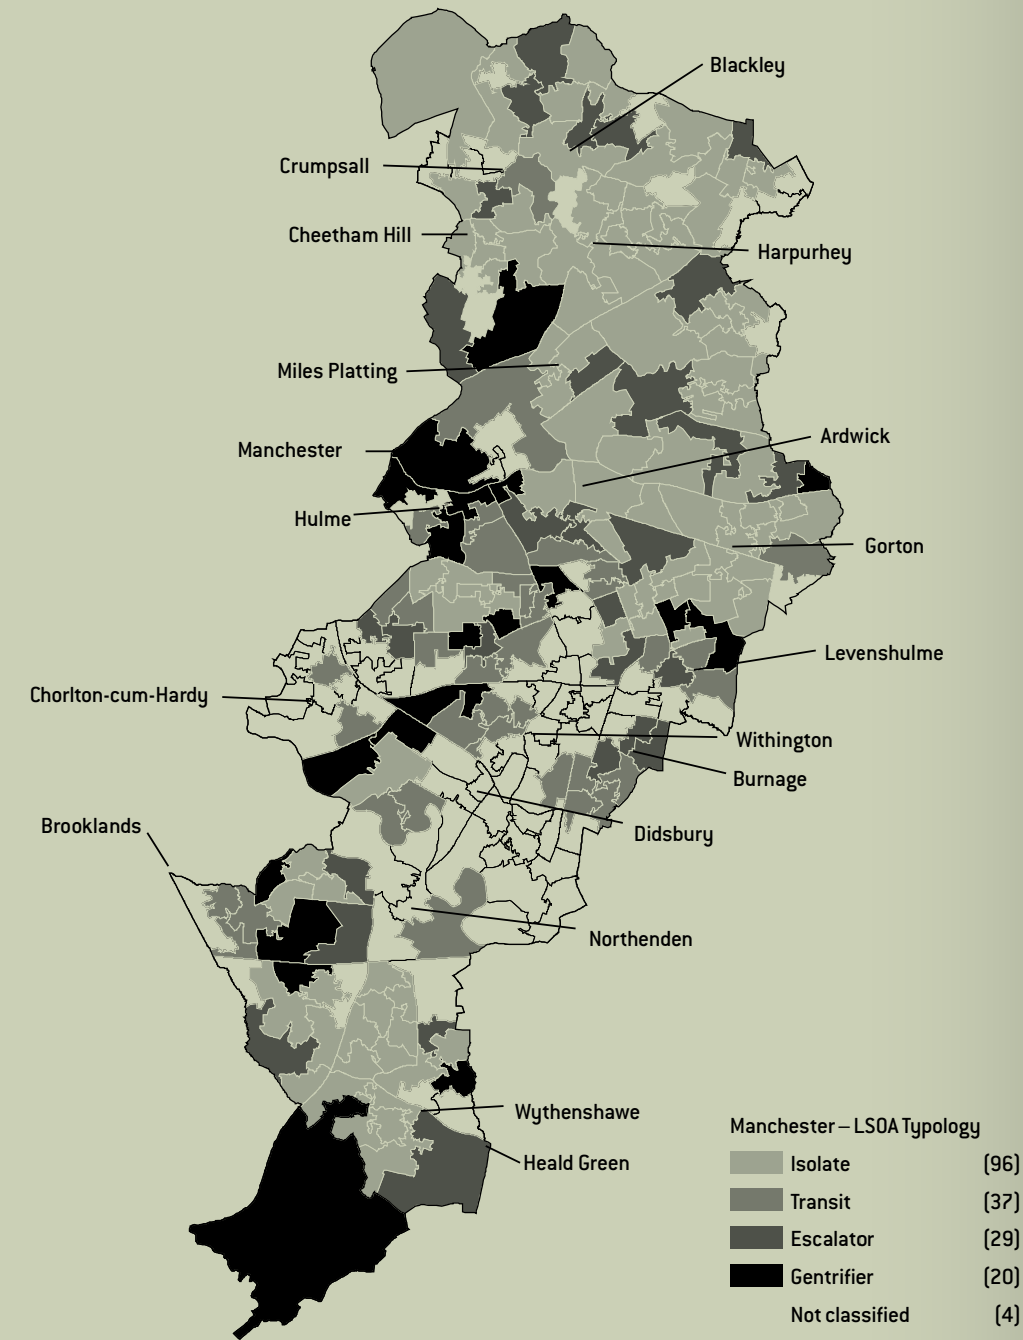 Blackley
Crumpsall
Cheetham Hill
Harpurhey
Miles Platting
Manchester
Ardwick
Hulme
Gorton
Levenshulme
Chorlton-cum-Hardy
Withington
Burnage
Brooklands
Didsbury
Northenden
Wythenshawe
Heald Green
Manchester – LSOA Typology
Isolate (96)
Transit (37)
Escalator (29)
Gentrifier (20)
Not classified (4)